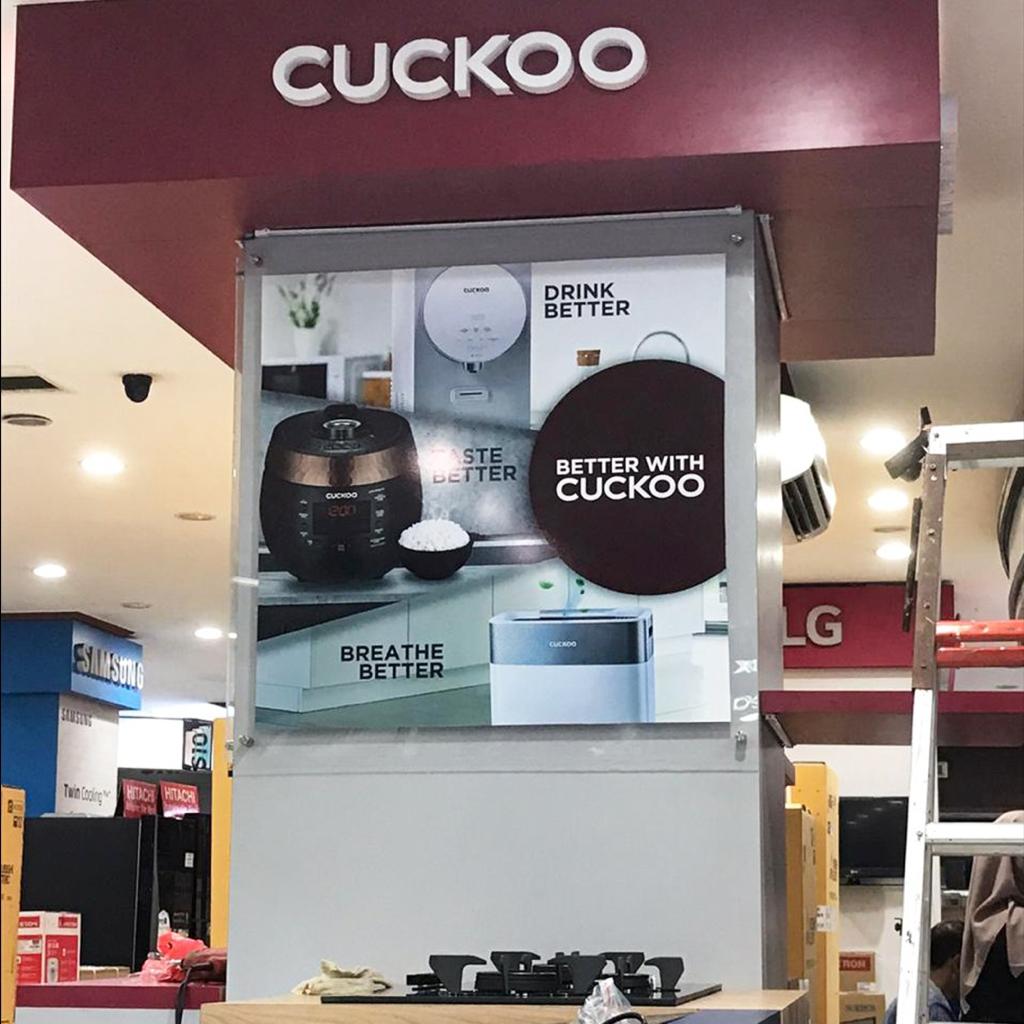 CUCKOO
CUCKOO
DRINK
BETTER
TASTE
BETTER
CUCKOO
BETTER WITH
CUCKOO
BREATHE
BETTER
CUCKOO
LG
SAMSUNG
SAMSUNG
Twin Cooling
HITACHI
HITACHI